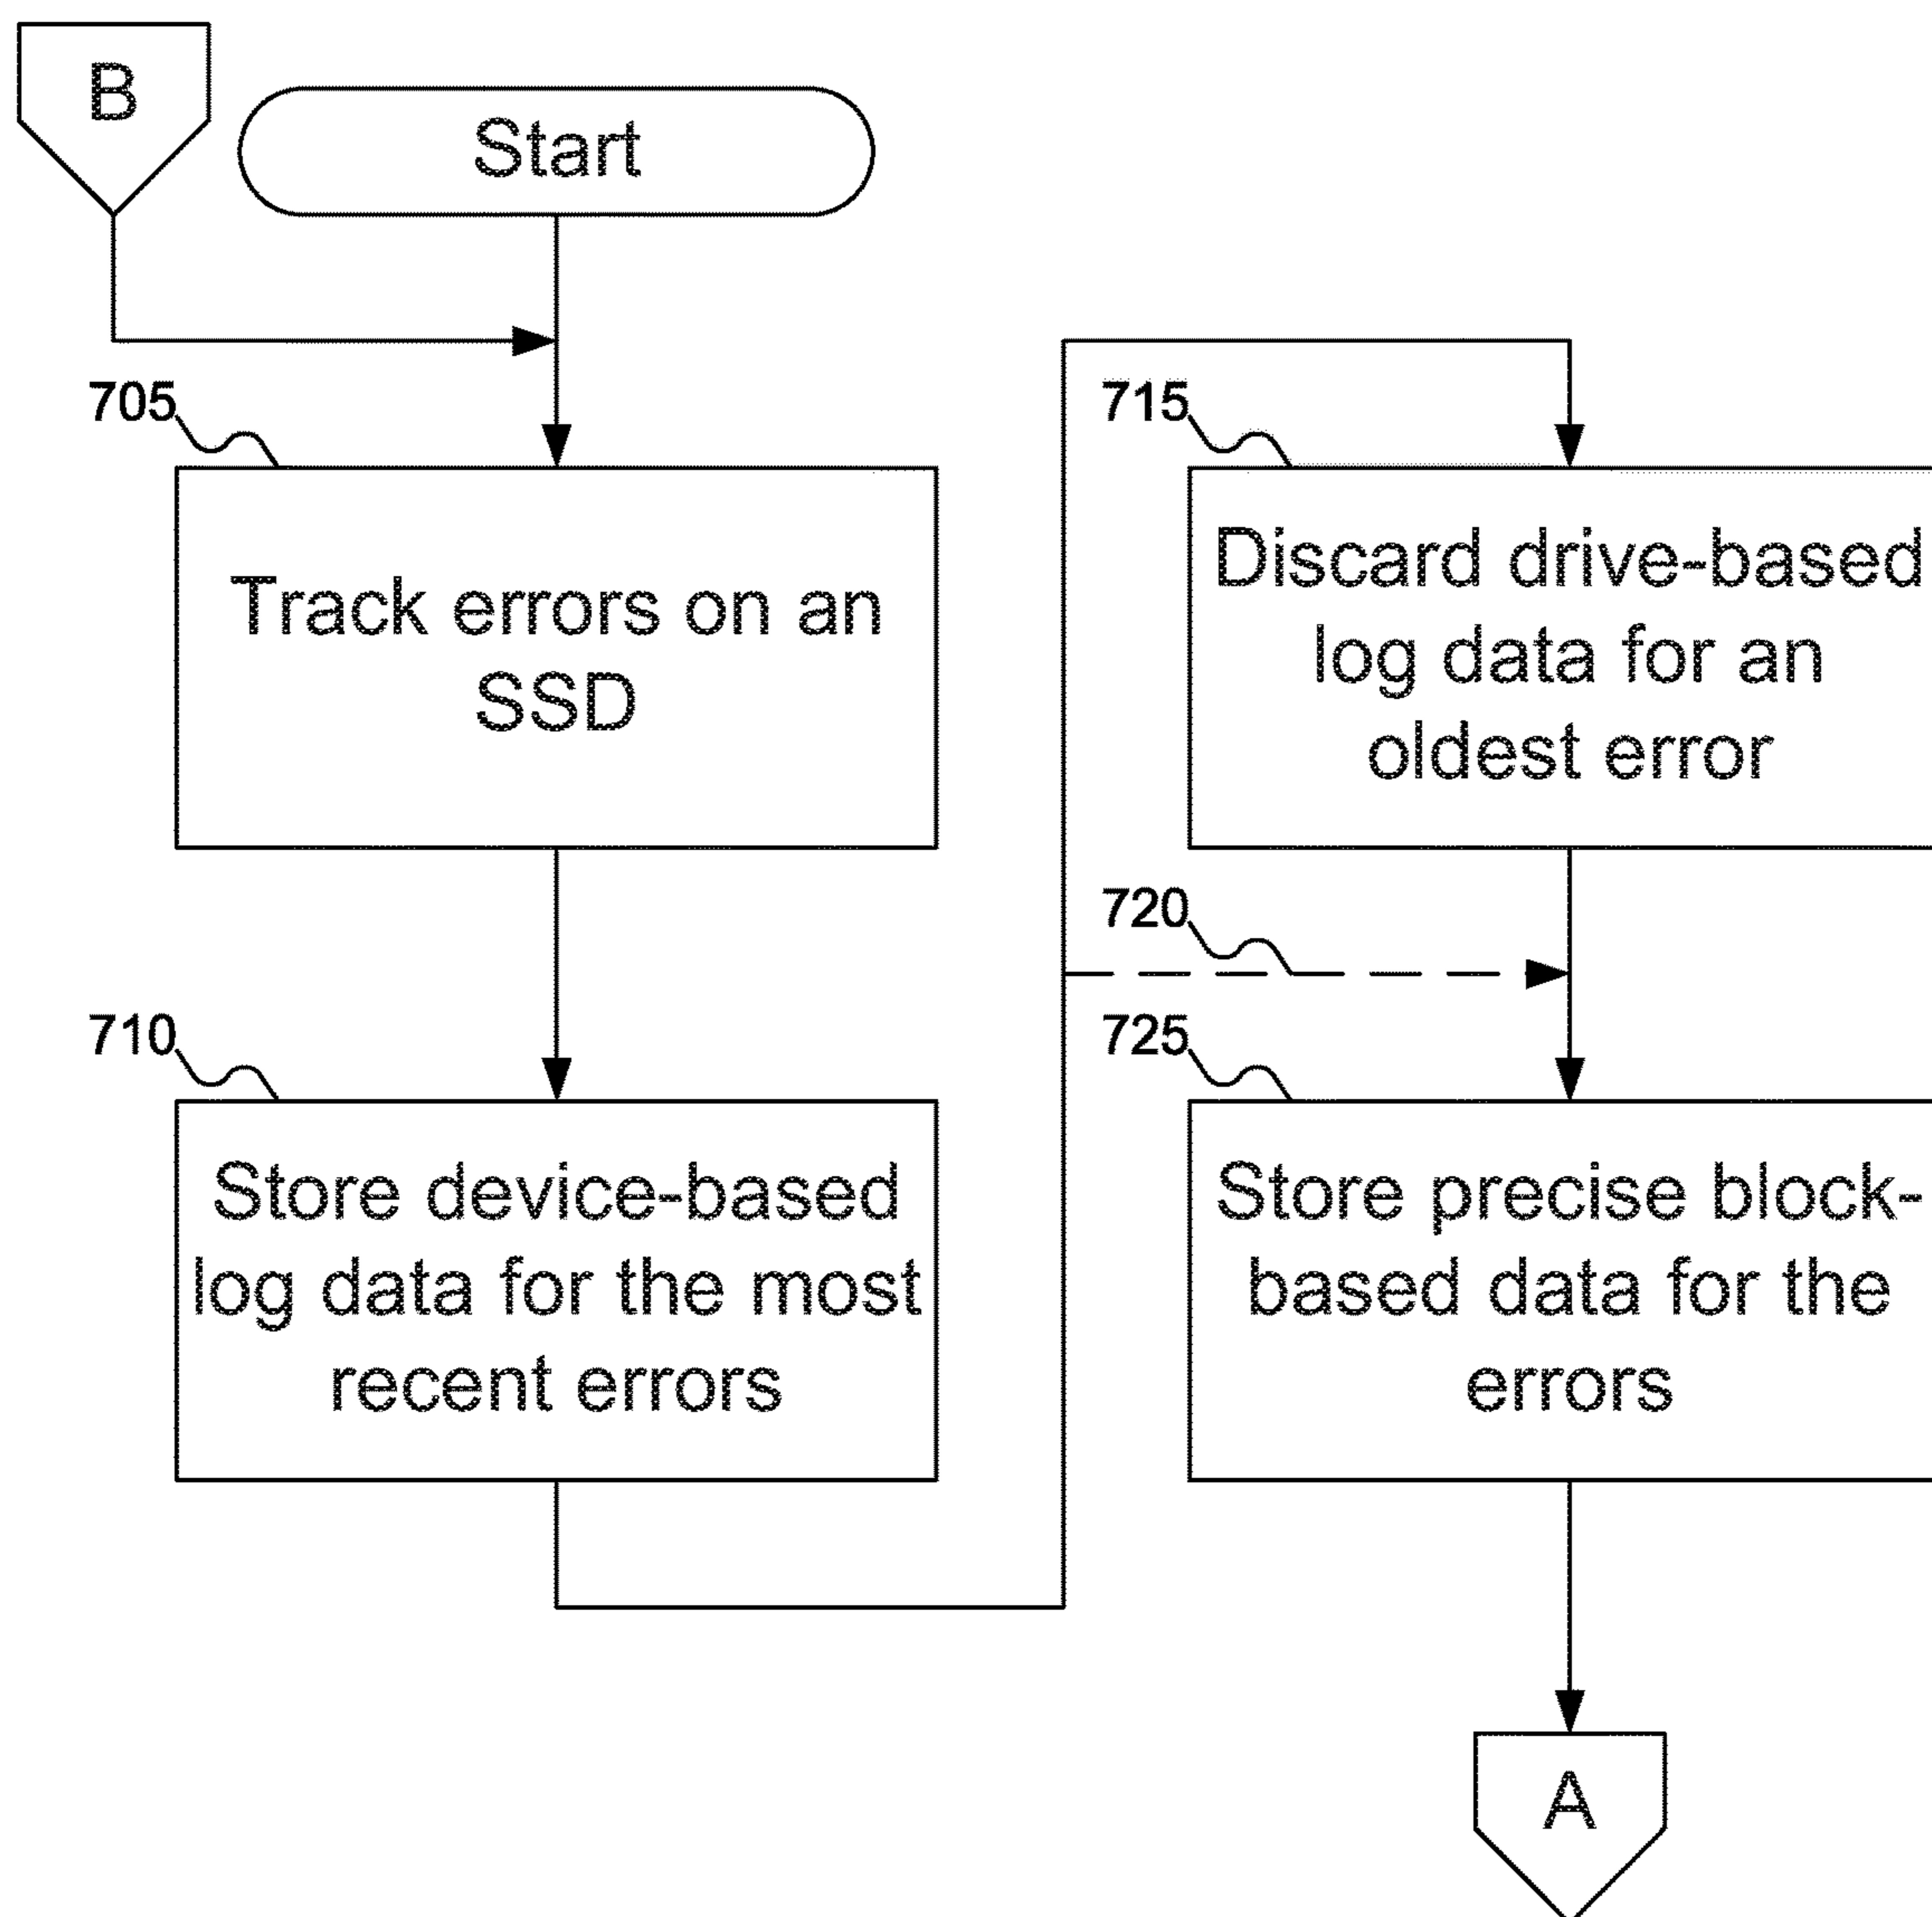 B
Start
705
Track errors on an
SSD
710
Store device-based
log data for the most
recent errors
715
Discard drive-based
log data for an
oldest error
720
725
Store precise block-
based data for the
errors
A